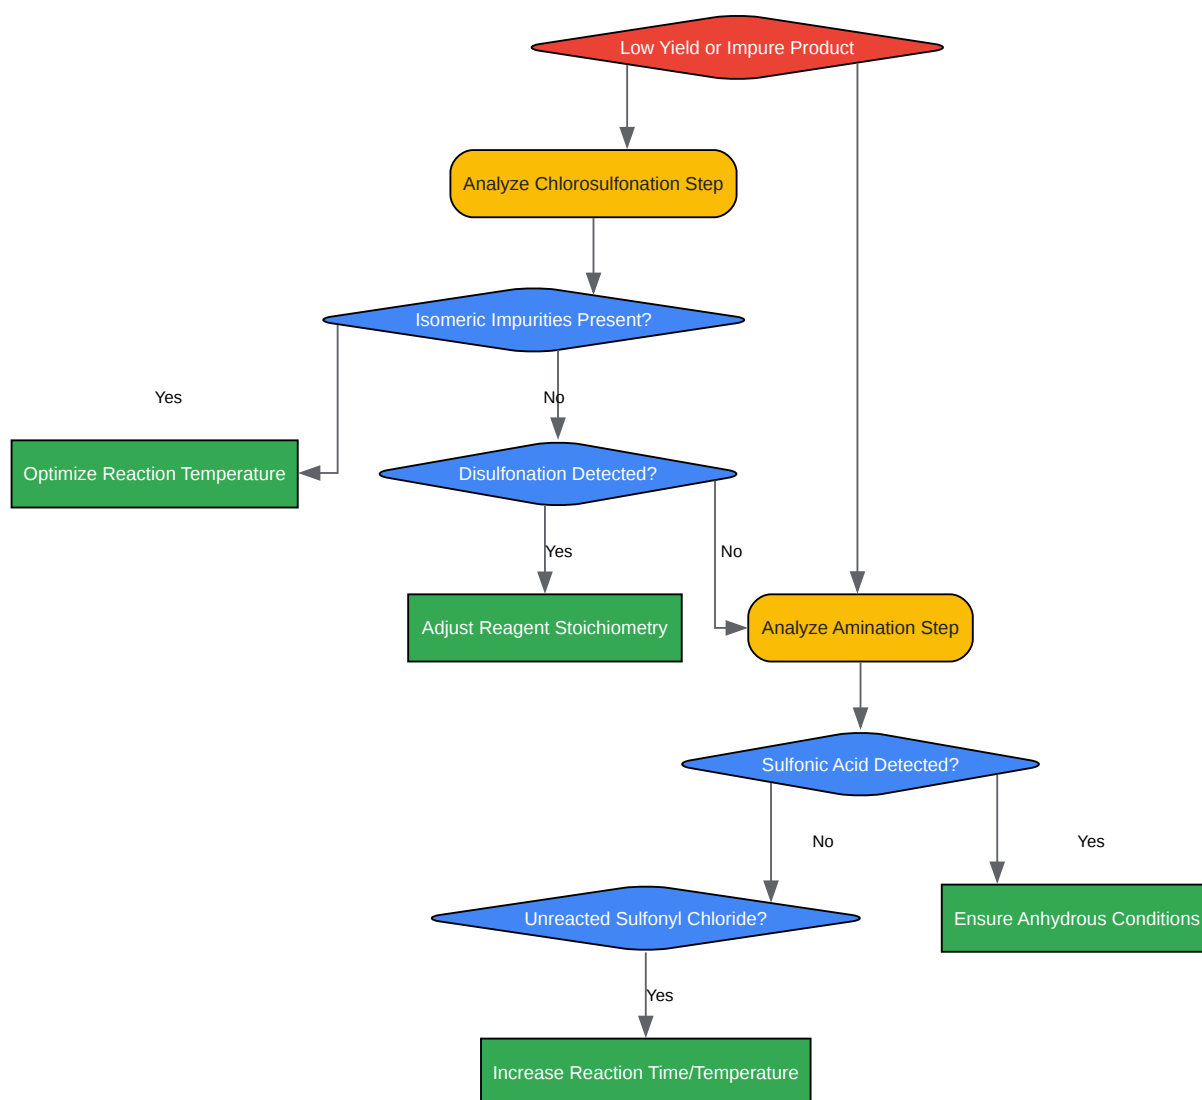 Low Yield or Impure Product
Analyze Chlorosulfonation Step
Isomeric Impurities Present?
Yes
No
Optimize Reaction Temperature
Disulfonation Detected?
Yes
No
Adjust Reagent Stoichiometry
Analyze Amination Step
Sulfonic Acid Detected?
No
Yes
Unreacted Sulfonyl Chloride?
Ensure Anhydrous Conditions
Yes
Increase Reaction Time/Temperature